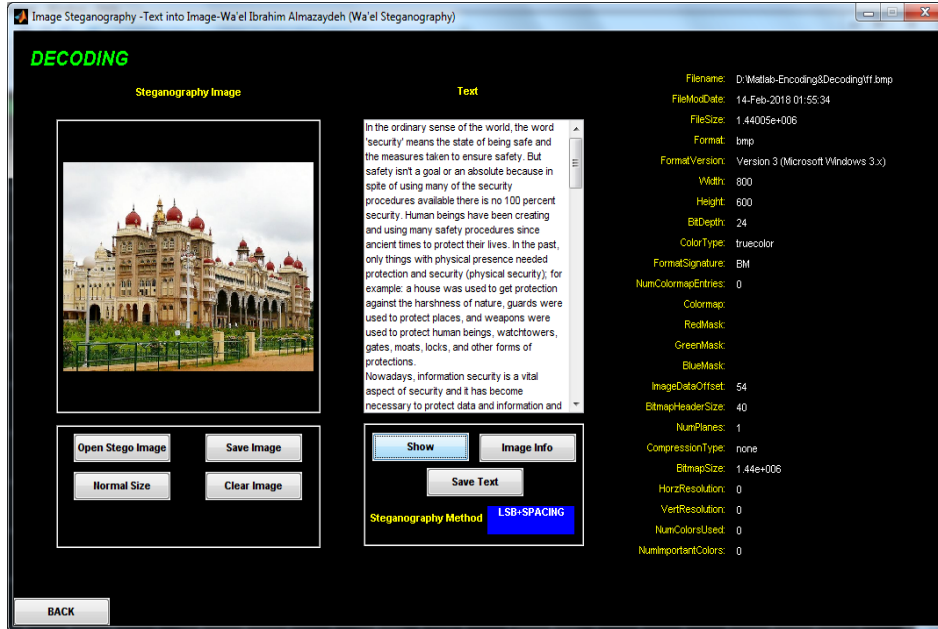 Image Steganography -Text into Image-Wa'el Ibrahim Almazaydeh (Wa'el Steganography)
DECODING
Steganography Image
Text
In the ordinary sense of the world, the word
'security' means the state of being safe and
the measures taken to ensure safety. But
safety isn't a goal or an absolute because in
spite of using many of the security
procedures available there is no 100 percent
security. Human beings have been creating
and using many safety procedures since
ancient times to protect their lives. In the past,
only things with physical presence needed
protection and security (physical security); for
example: a house was used to get protection
against the harshness of nature, guards were
used to protect places, and weapons were
used to protect human beings, watchtowers,
gates, moats, locks, and other forms of
protections.
Nowadays, information security is a vital
aspect of security and it has become
necessary to protect data and information and
Open Stego Image
Save Image
Normal Size
Clear Image
Show
Image Info
Save Text
Steganography Method
LSB+SPACING
Filename: D:\Matlab-Encoding&Decoding\ff.bmp
FileModDate: 14-Feb-2018 01:55:34
FileSize: 1.44005e+006
Format: bmp
FormatVersion: Version 3 (Microsoft Windows 3.x)
Width: 800
Height: 600
BitDepth: 24
ColorType: truecolor
FormatSignature: BM
NumColormapEntries: 0
Colormap:
RedMask:
GreenMask:
BlueMask:
ImageDataOffset: 54
BitmapHeaderSize: 40
NumPlanes: 1
CompressionType: none
BitmapSize: 1.44e+006
HorzResolution: 0
VertResolution: 0
NumColorsUsed: 0
NumImportantColors: 0
BACK